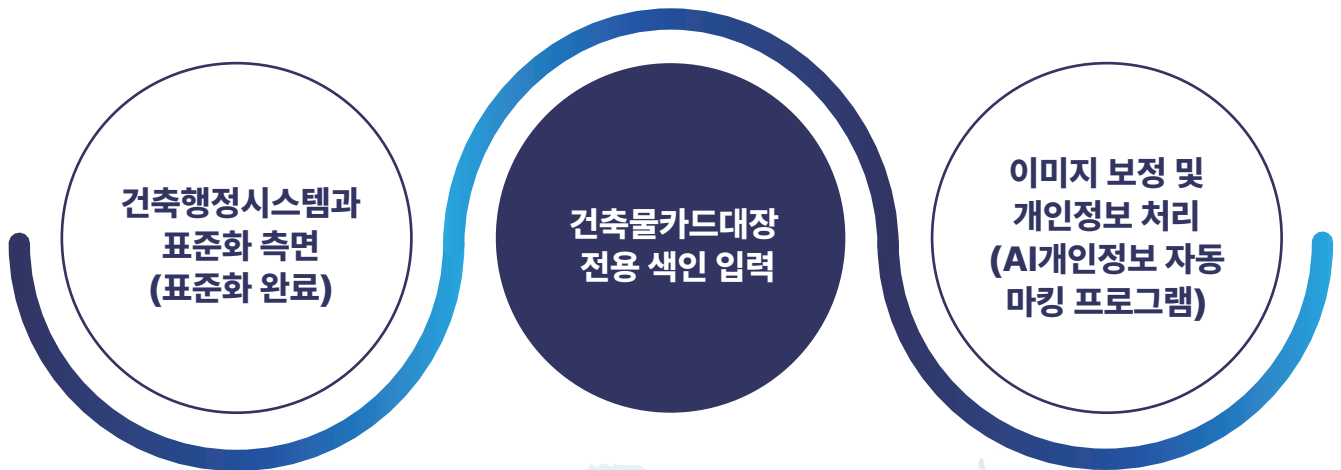 건축행정시스템과
표준화 측면
(표준화 완료)
건축물카드대장
전용 색인 입력
이미지 보정 및
개인정보 처리
(AI개인정보 자동
마킹 프로그램)